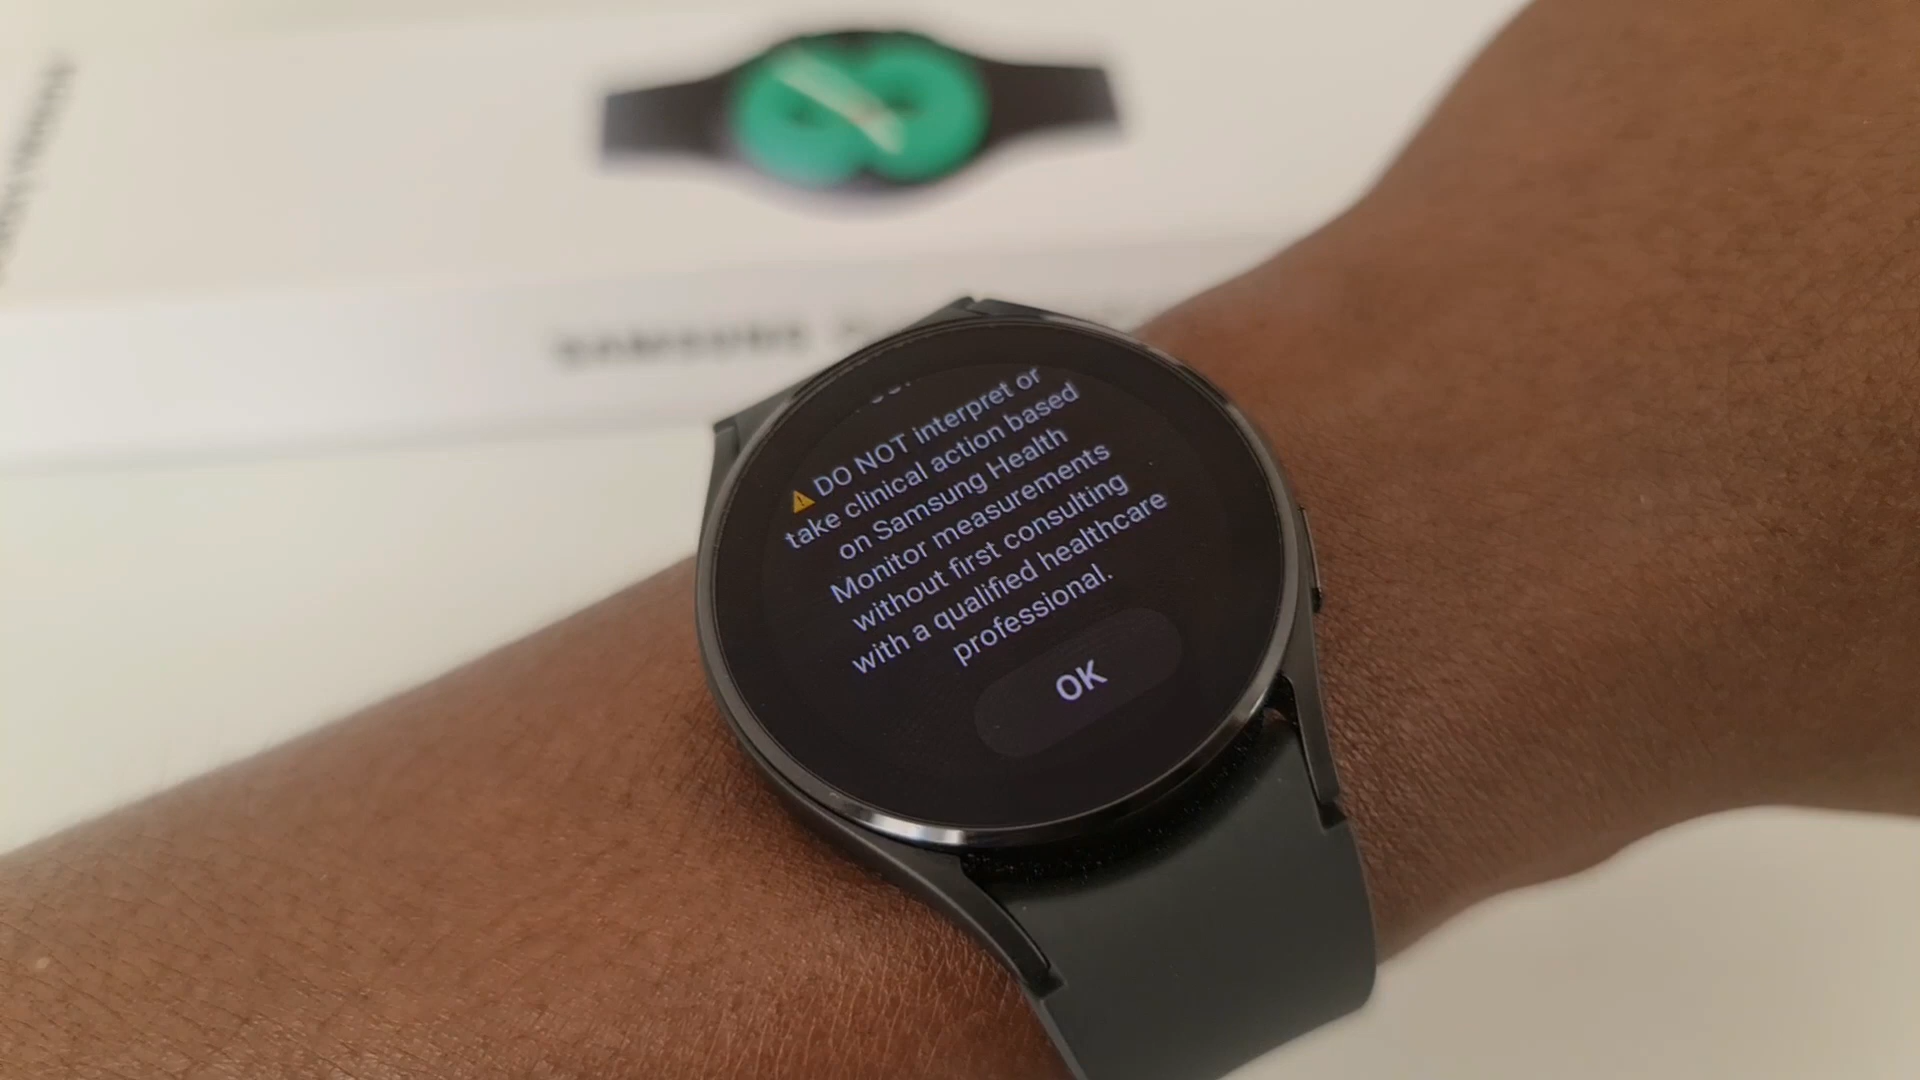 SAMSUNG
⚠ DO NOT interpret or
take clinical action based
on Samsung Health
Monitor measurements
without first consulting
with a qualified healthcare
professional.
OK